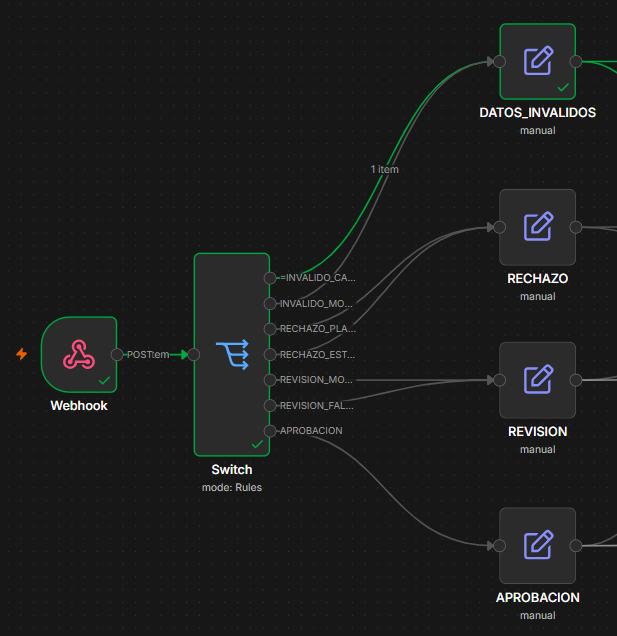 DATOS_INVALIDOS
manual
1 item
RECHAZO
manual
=INVALIDO_CA...
INVALIDO_MO...
RECHAZO_PLA...
RECHAZO_EST...
REVISION_MO...
REVISION_FAL...
APROBACION
POST
Webhook
Switch
mode: Rules
REVISION
manual
APROBACION
manual